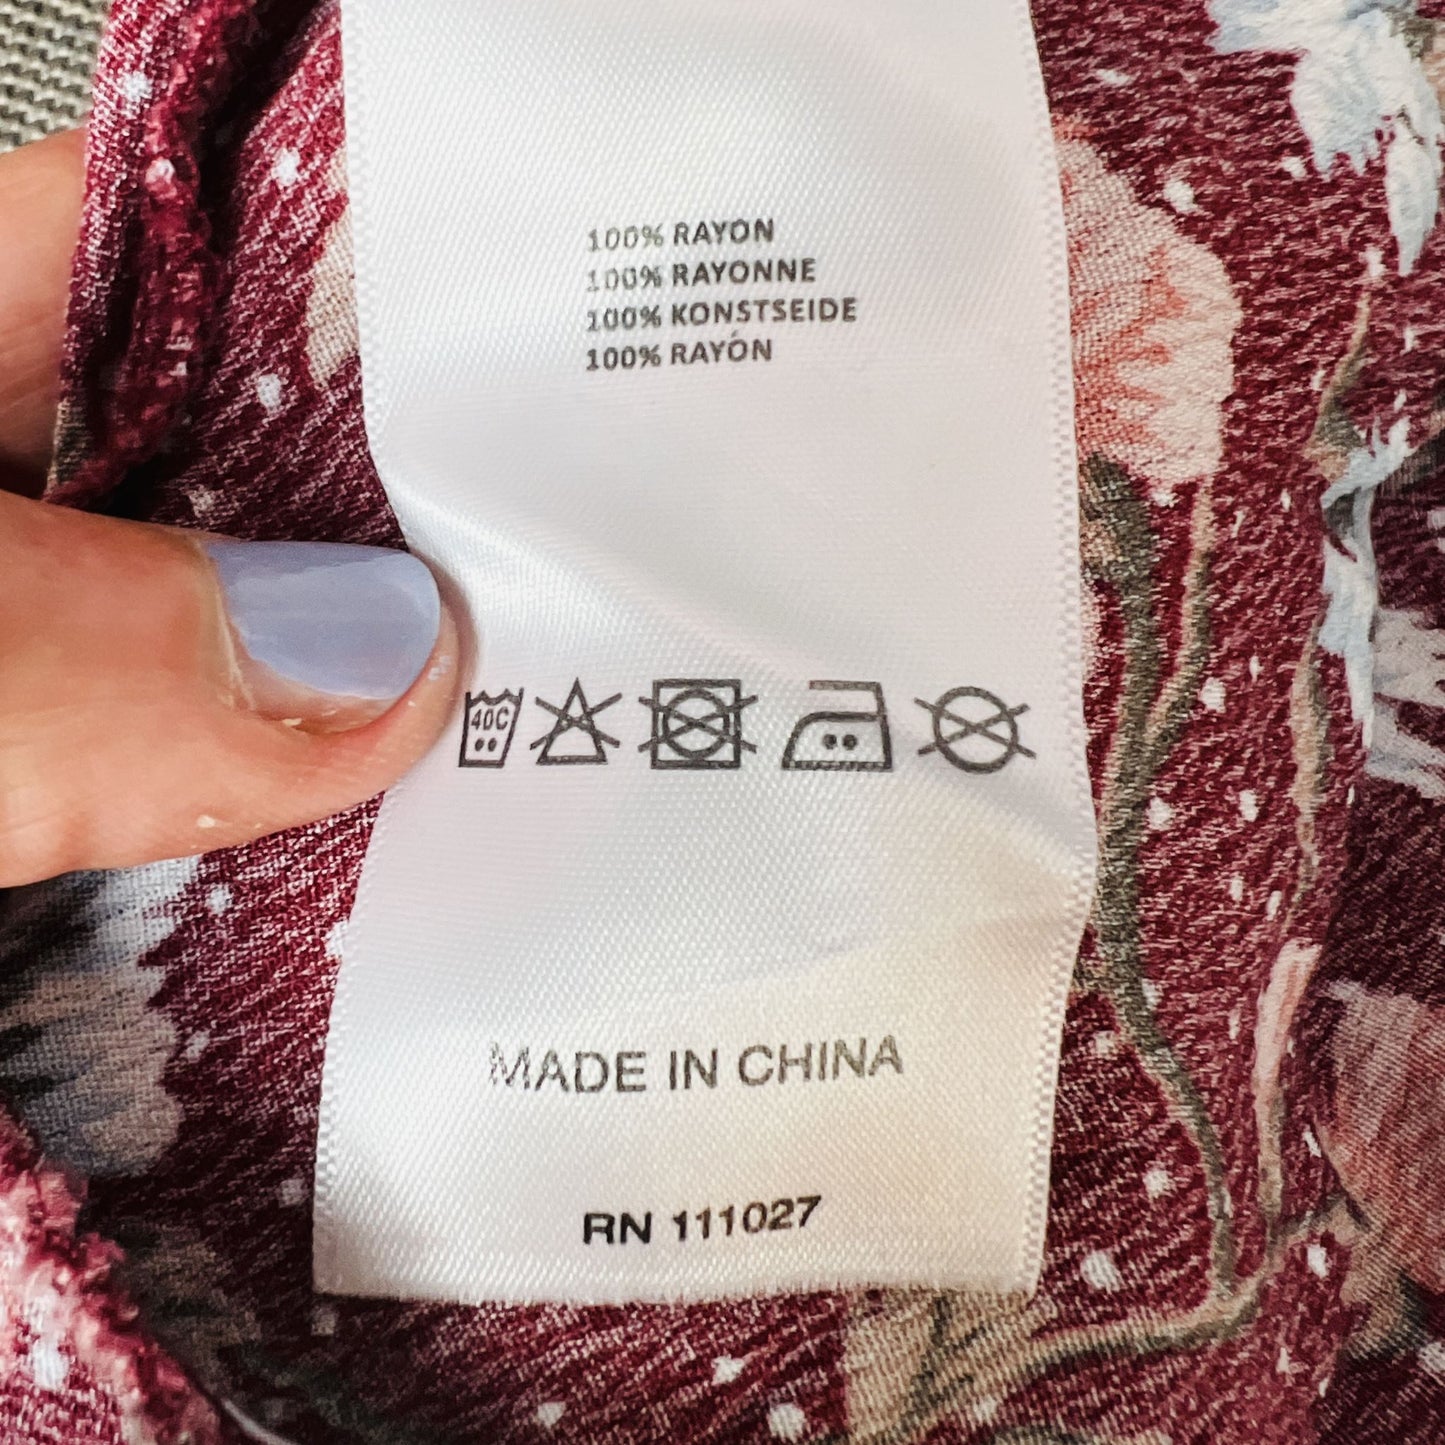 100% RAYON
100% RAYONNE
100% KONSTSEIDE
100% RAYÓN
40C
MADE IN CHINA
RN 111027